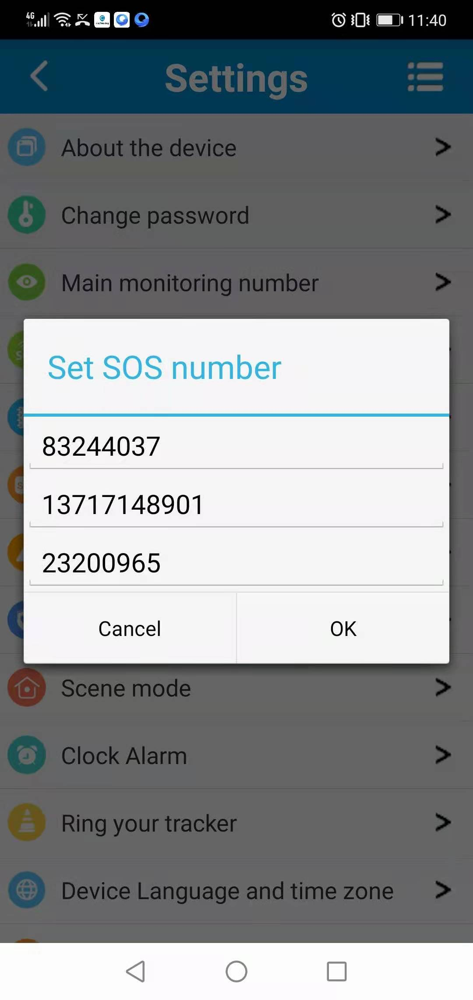 4G
11:40
Settings
About the device
Change password
Main monitoring number
Set SOS number
83244037
13717148901
23200965
Cancel
OK
Scene mode
Clock Alarm
Ring your tracker
Device Language and time zone